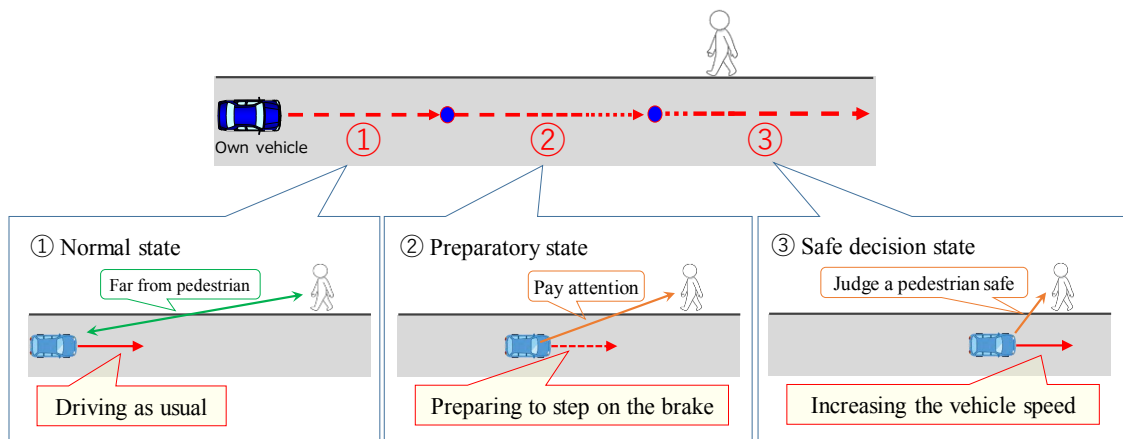 Own vehicle
①
②
③
① Normal state
Far from pedestrian
Driving as usual
② Preparatory state
Pay attention
Preparing to step on the brake
③ Safe decision state
Judge a pedestrian safe
Increasing the vehicle speed